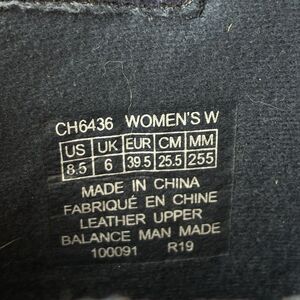 CH6436 WOMEN'S W
US UK EUR CM MM
8.5 6 39.5 25.5 255
MADE IN CHINA
FABRIQUÉ EN CHINE
LEATHER UPPER
BALANCE MAN MADE
100091 R19